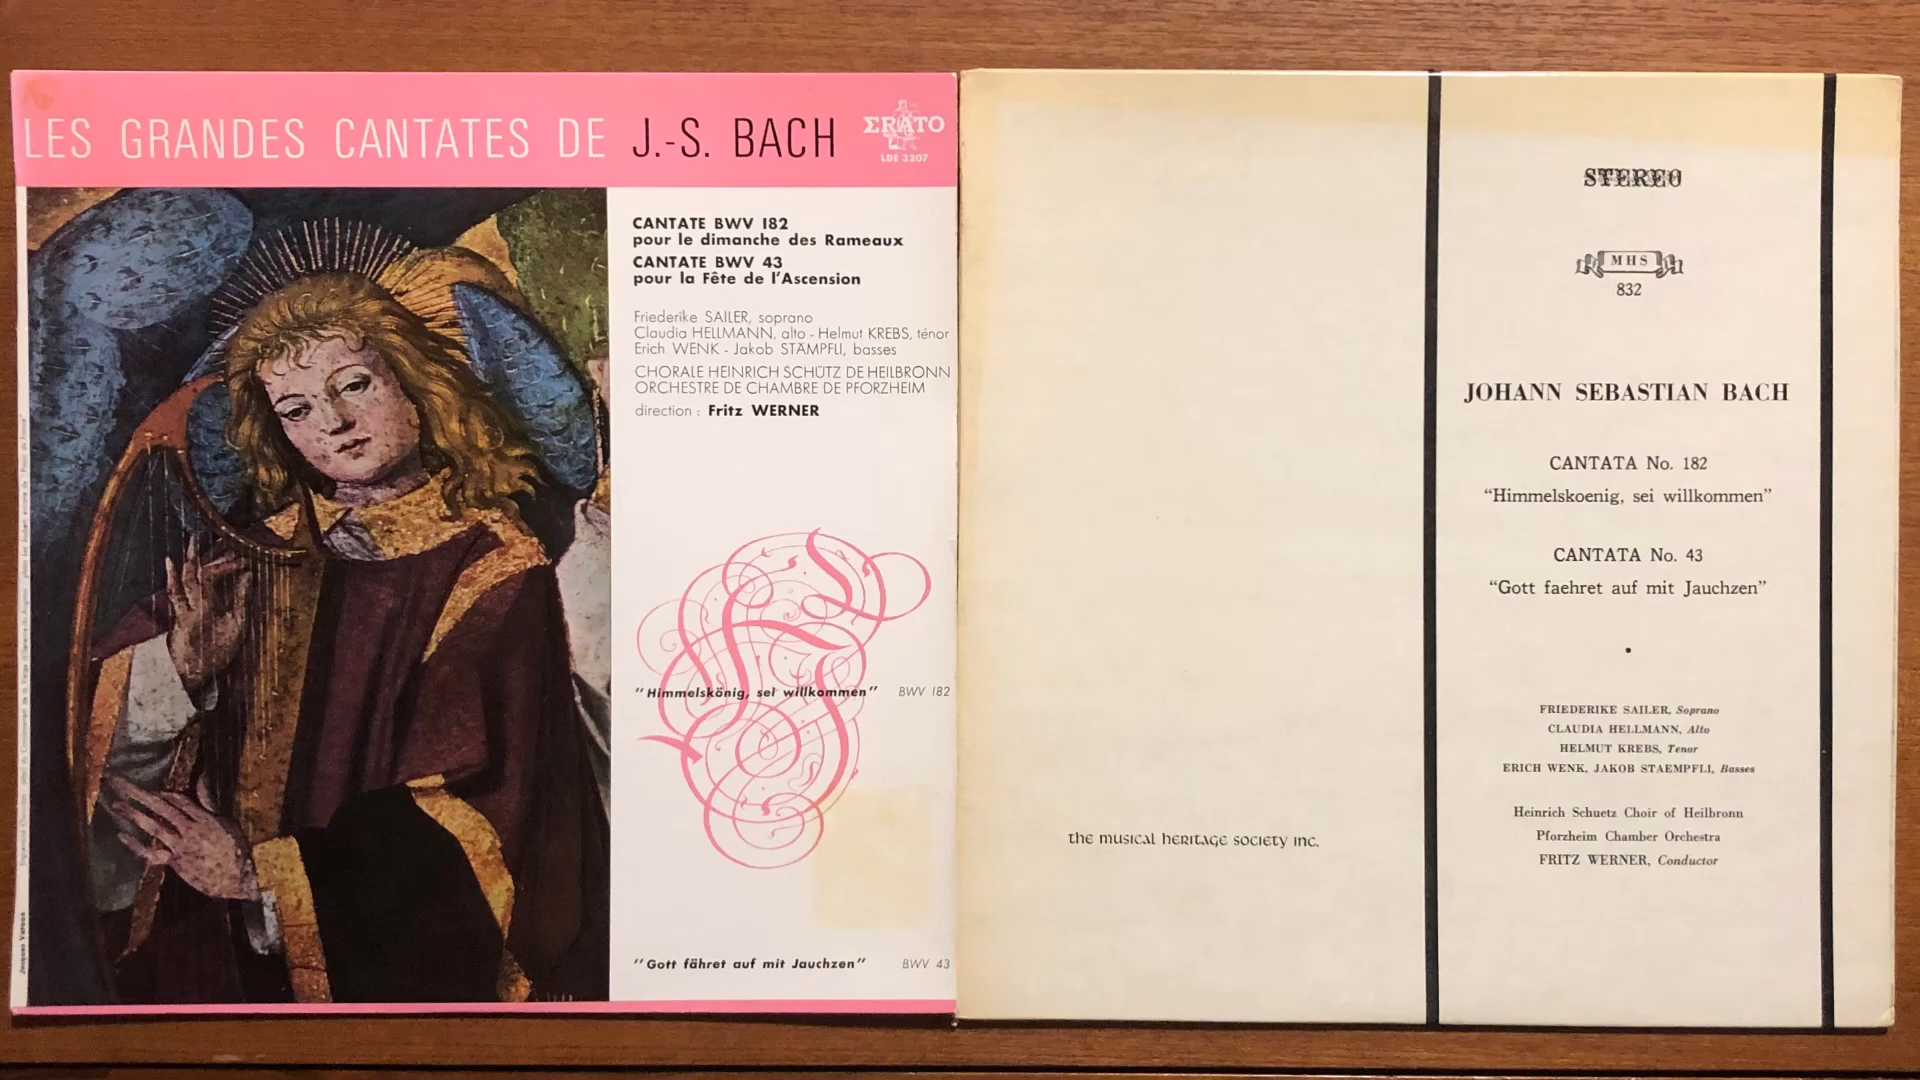 LES GRANDES CANTATES DE J.-S. BACH
ERATO
LDE 3207
CANTATE BWV 182
pour le dimanche des Rameaux
CANTATE BWV 43
pour la Fête de l'Ascension
Friederike SAILER, soprano
Claudia HELLMANN, alto - Helmut KREBS, ténor
Erich WENK - Jakob STÄMPFLI, basses
CHORALE HEINRICH SCHÜTZ DE HEILBRONN
ORCHESTRE DE CHAMBRE DE PFORZHEIM
direction : Fritz WERNER
"Himmelskönig, sei willkommen" BWV 182
"Gott fähret auf mit Jauchzen" BWV 43
STEREO
MHS
832
JOHANN SEBASTIAN BACH
CANTATA No. 182
“Himmelskoenig, sei willkommen”
CANTATA No. 43
“Gott faehret auf mit Jauchzen”
FRIEDERIKE SAILER, Soprano
CLAUDIA HELLMANN, Alto
HELMUT KREBS, Tenor
ERICH WENK, JAKOB STAEMPFLI, Basses
Heinrich Schuetz Choir of Heilbronn
Pforzheim Chamber Orchestra
FRITZ WERNER, Conductor
the musical heritage society inc.